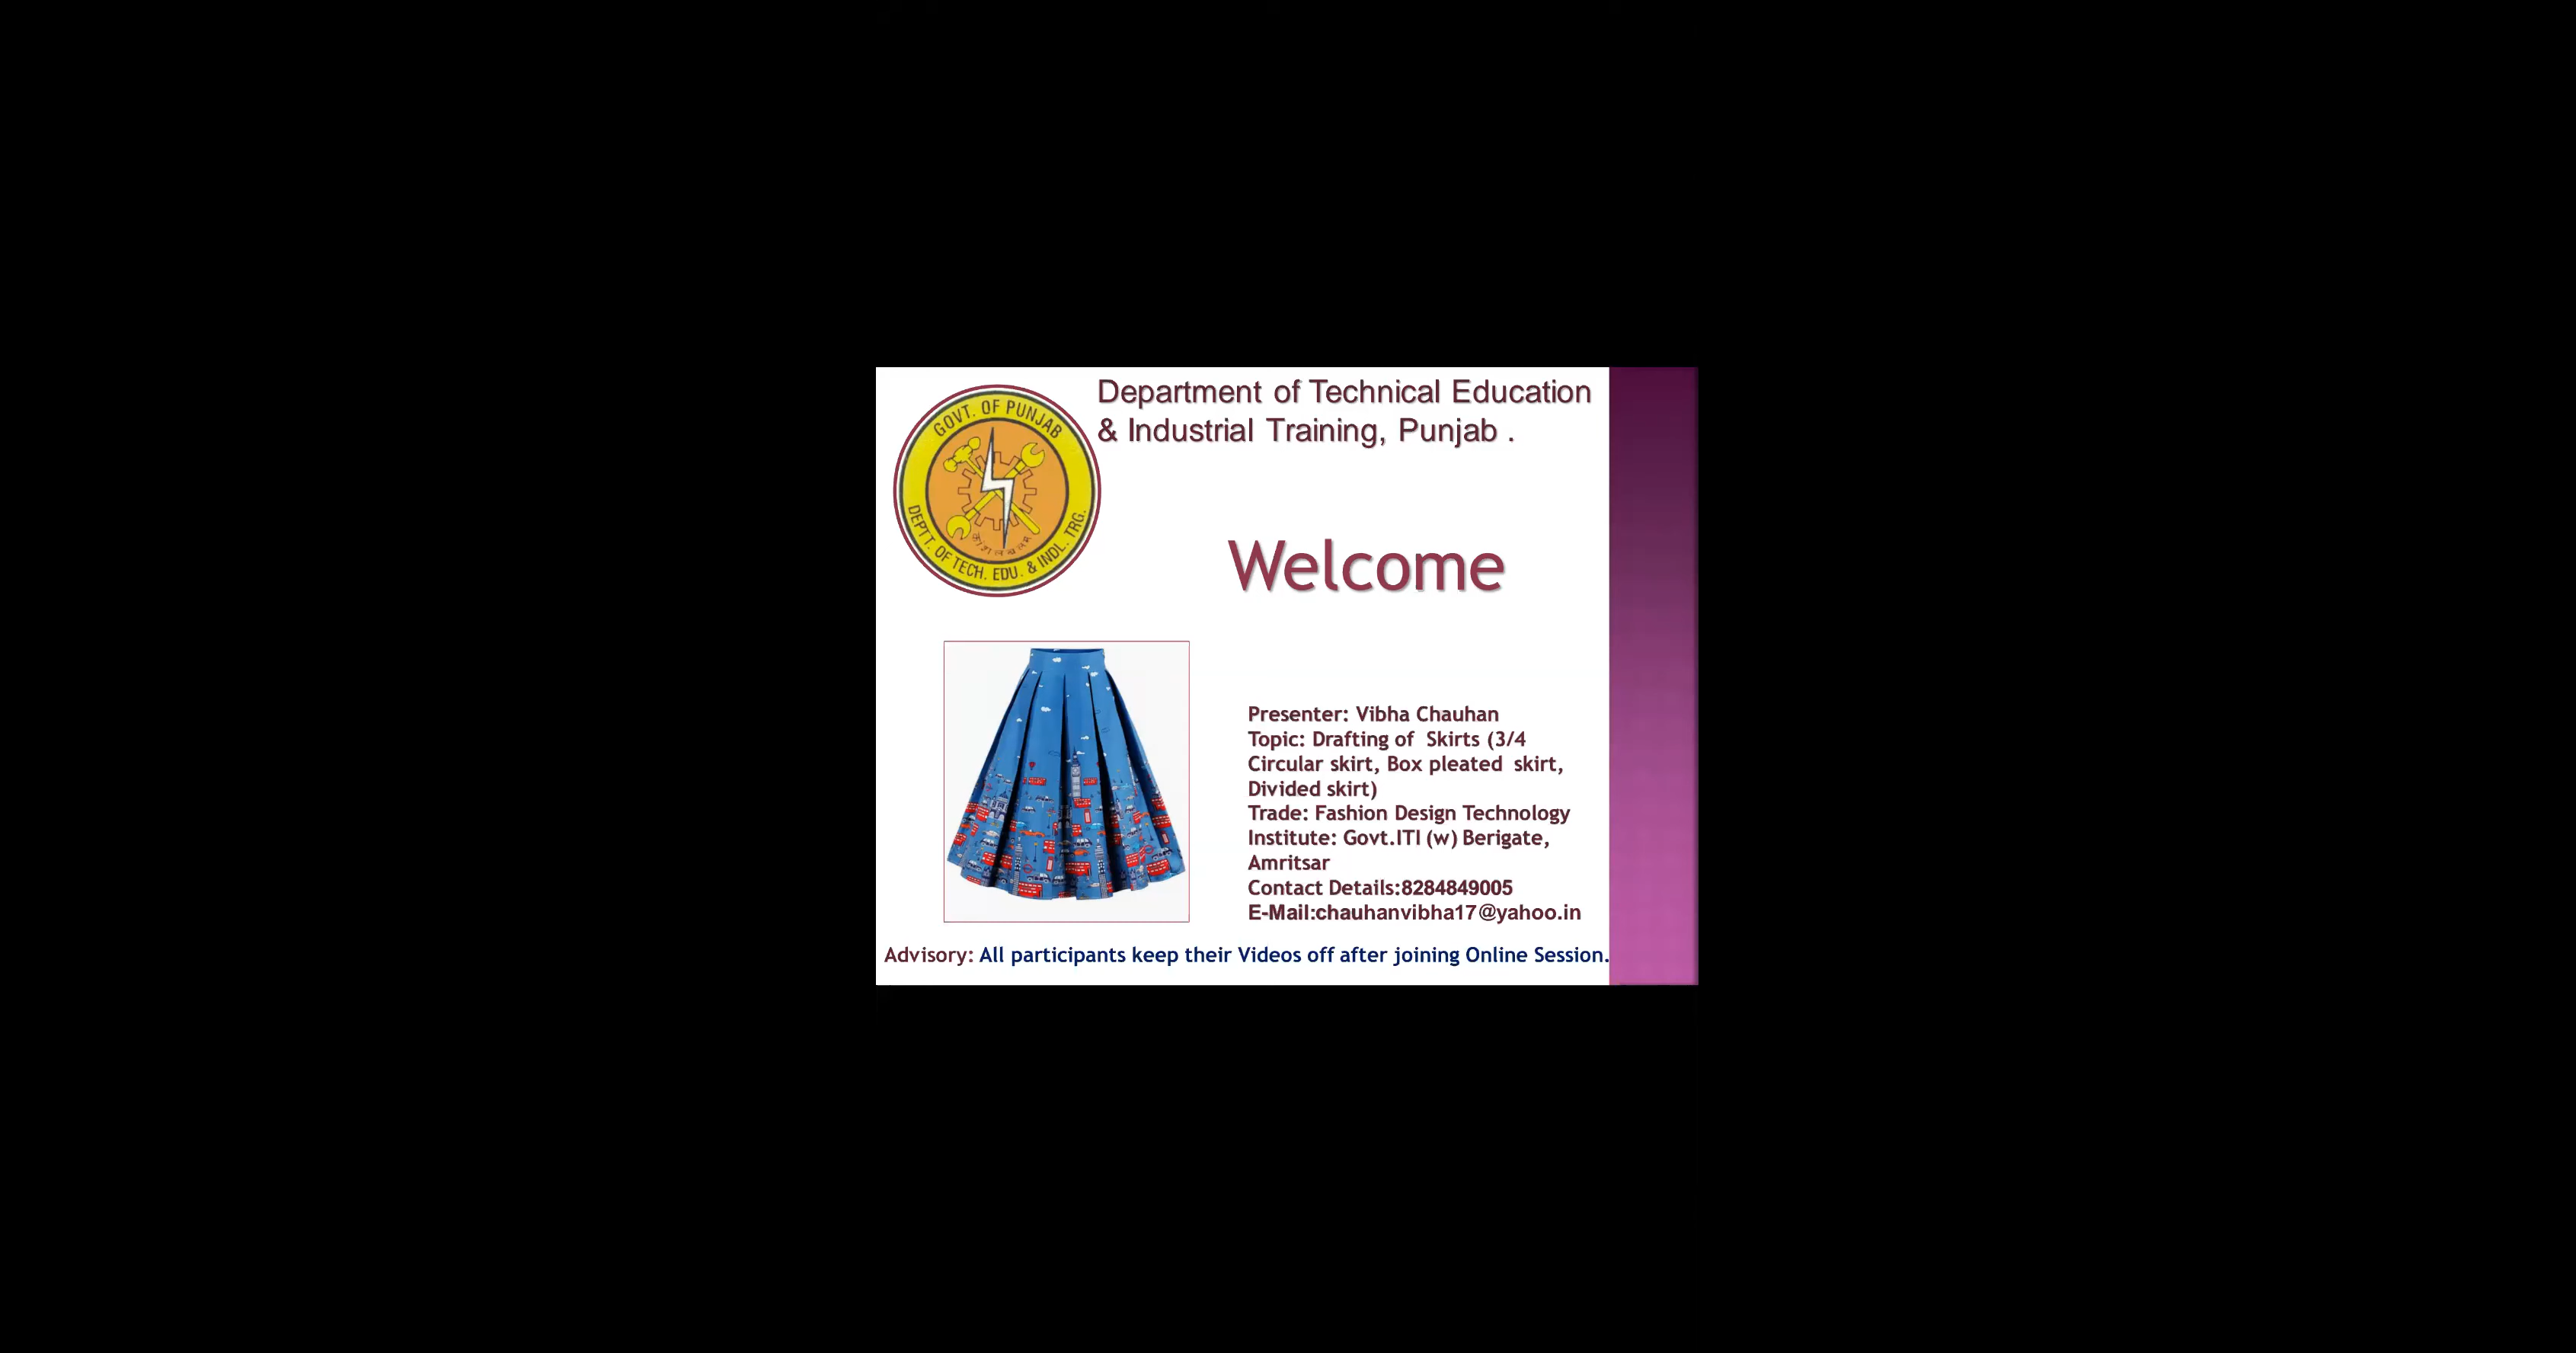 Department of Technical Education
& Industrial Training, Punjab .
GOVT. OF PUNJAB
DEPTT. OF TECH. EDU. & INDL. TRG.
Welcome
Presenter: Vibha Chauhan
Topic: Drafting of Skirts (3/4
Circular skirt, Box pleated skirt,
Divided skirt)
Trade: Fashion Design Technology
Institute: Govt.ITI (w) Berigate,
Amritsar
Contact Details:8284849005
E-Mail:chauhanvibha17@yahoo.in
Advisory: All participants keep their Videos off after joining Online Session.